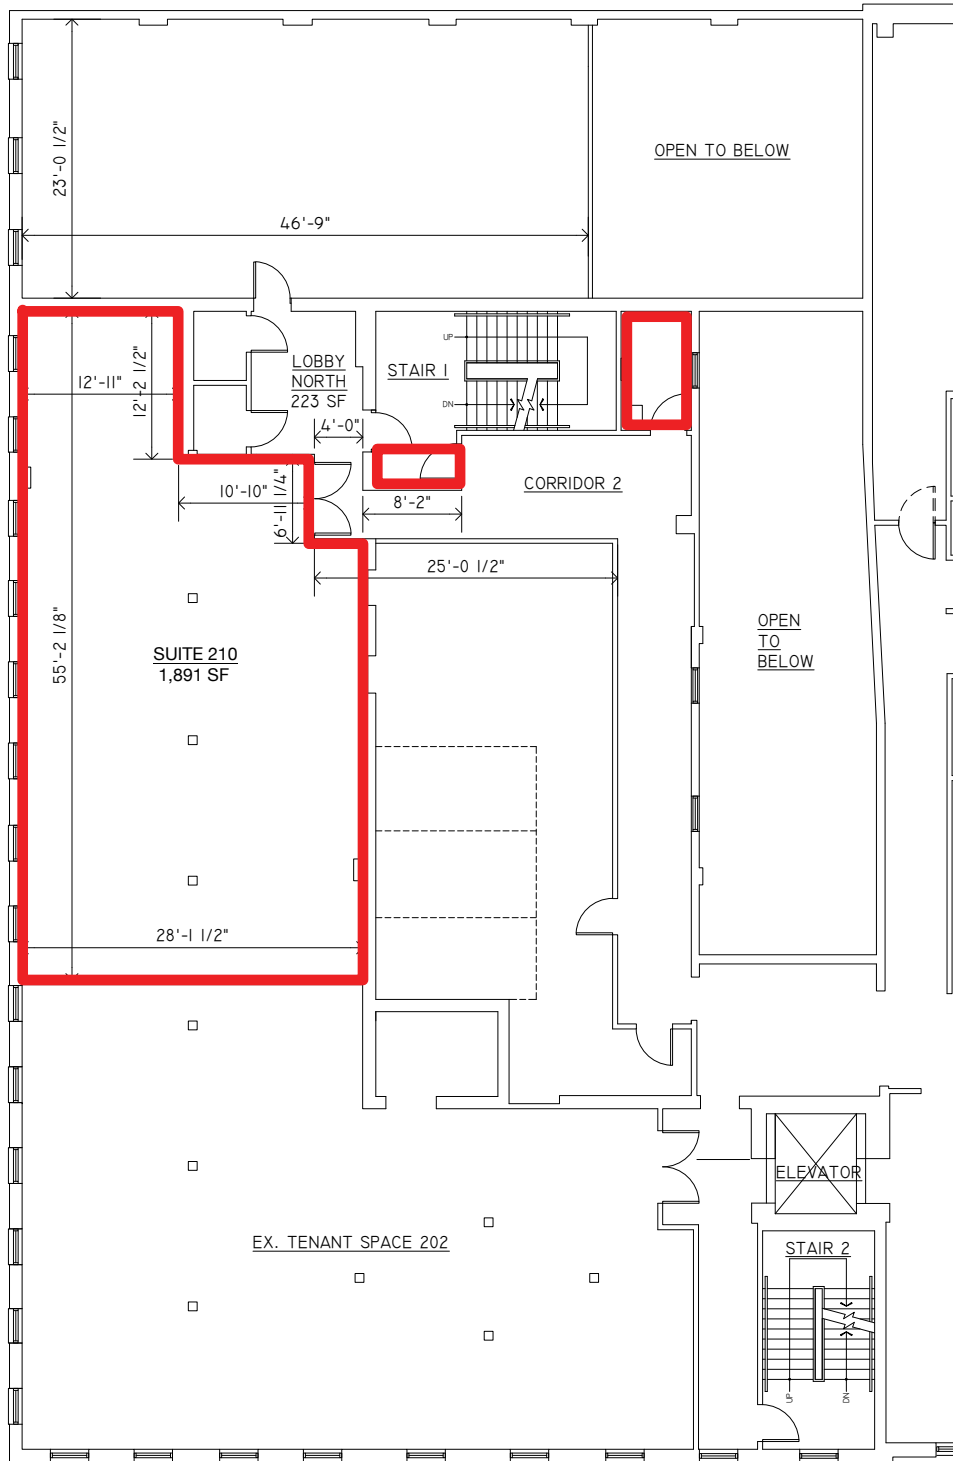 23'-0 1/2"
OPEN TO BELOW
46'-9"
12'-11"
12'-2 1/2"
LOBBY
NORTH
223 SF
4'-0"
STAIR 1
UP
DN
10'-10"
6'-11 1/4"
8'-2"
CORRIDOR 2
25'-0 1/2"
55'-2 1/8"
SUITE 210
1,891 SF
OPEN
TO
BELOW
28'-1 1/2"
ELEVATOR
EX. TENANT SPACE 202
STAIR 2
UP
DN